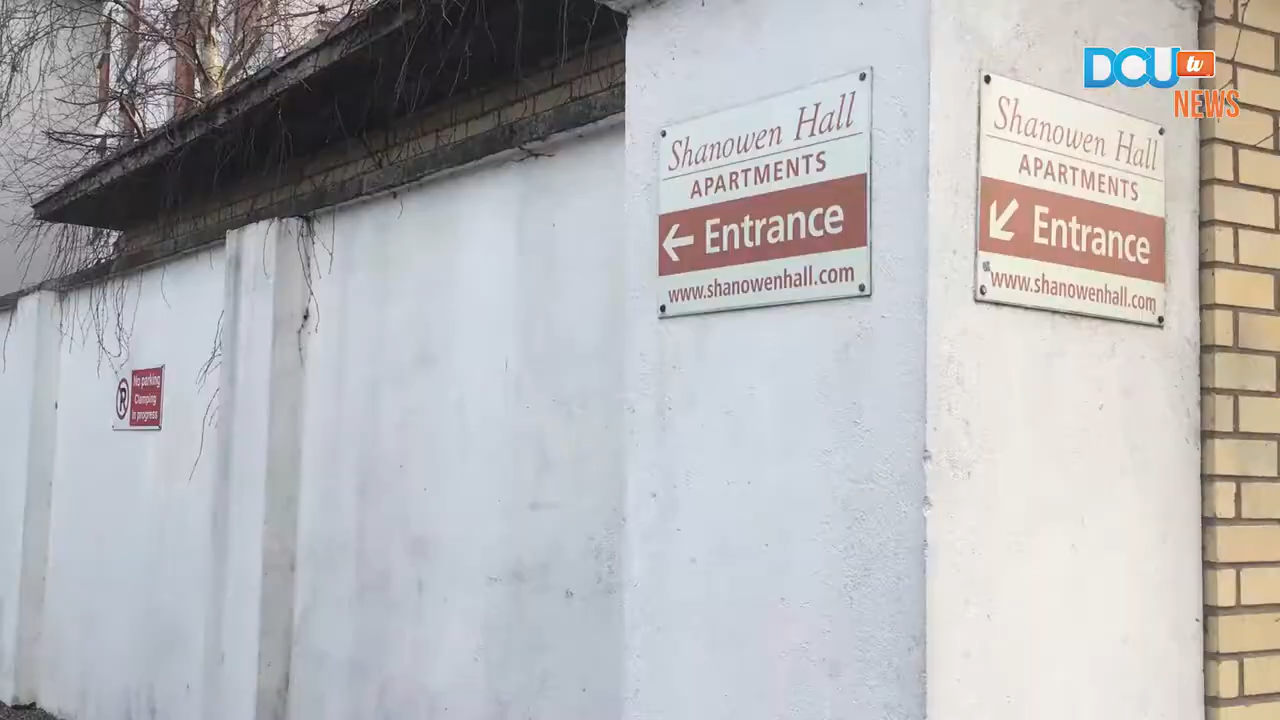 DCU tv
NEWS
Shanowen Hall
APARTMENTS
Entrance
www.shanowenhall.com
Shanowen Hall
APARTMENTS
Entrance
www.shanowenhall.com
No parking
Clamping
in progress